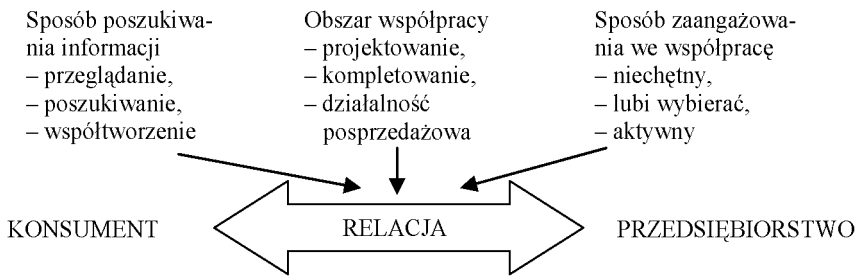 Sposób poszukiwa-
nia informacji
– przeglądanie,
– poszukiwanie,
– współtworzenie
Obszar współpracy
– projektowanie,
– kompletowanie,
– działalność
posprzedażowa
Sposób zaangażowa-
nia we współpracę
– niechętny,
– lubi wybierać,
– aktywny
KONSUMENT
RELACJA
PRZEDSIĘBIORSTWO